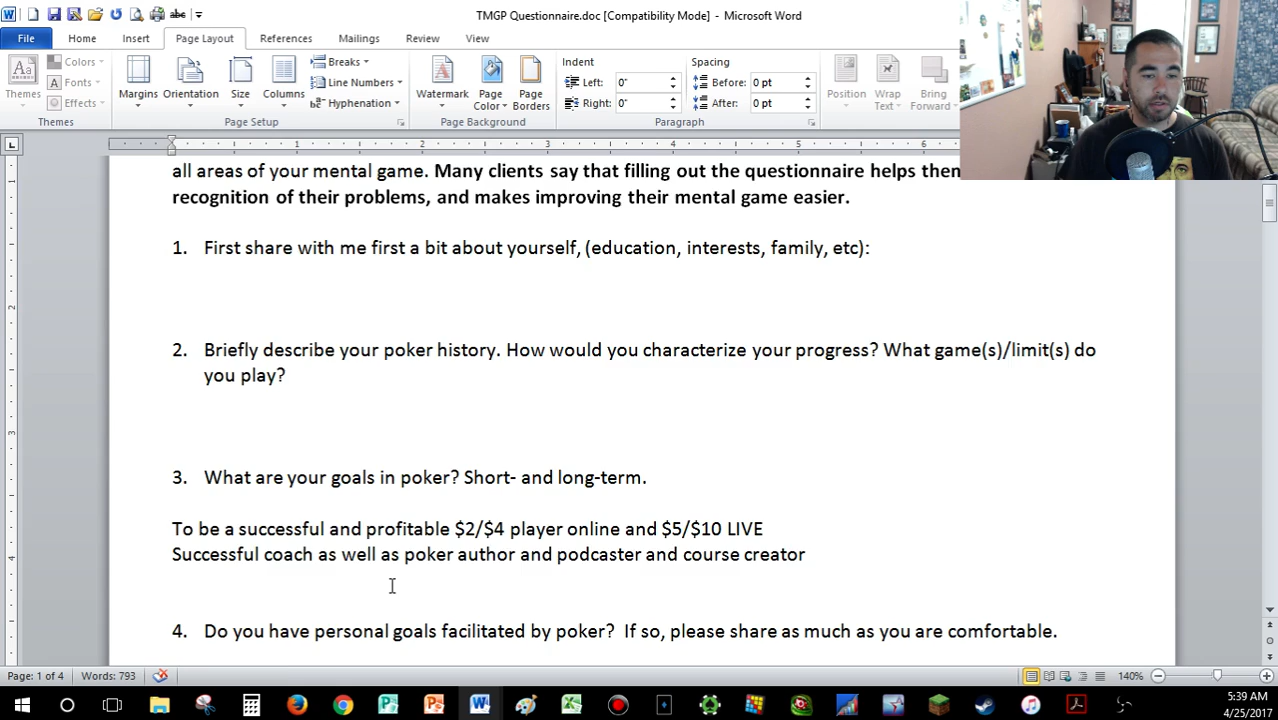 TMGP Questionnaire.doc [Compatibility Mode] - Microsoft Word
File Home Insert Page Layout References Mailings Review View
Themes Colors Fonts Effects
Margins Orientation Size Columns
Breaks
Line Numbers
Hyphenation
Watermark Page Color Page Borders
Indent Spacing
Left: 0" Before: 0 pt
Right: 0" After: 0 pt
Position Wrap Text Bring Forward
Themes Page Setup Page Background Paragraph
1 2 3 4 5 6
all areas of your mental game. Many clients say that filling out the questionnaire helps them
recognition of their problems, and makes improving their mental game easier.
1. First share with me first a bit about yourself, (education, interests, family, etc):
2. Briefly describe your poker history. How would you characterize your progress? What game(s)/limit(s) do
you play?
3. What are your goals in poker? Short- and long-term.
To be a successful and profitable $2/$4 player online and $5/$10 LIVE
Successful coach as well as poker author and podcaster and course creator
4. Do you have personal goals facilitated by poker? If so, please share as much as you are comfortable.
Page: 1 of 4 Words: 793 140%
5:39 AM
4/25/2017